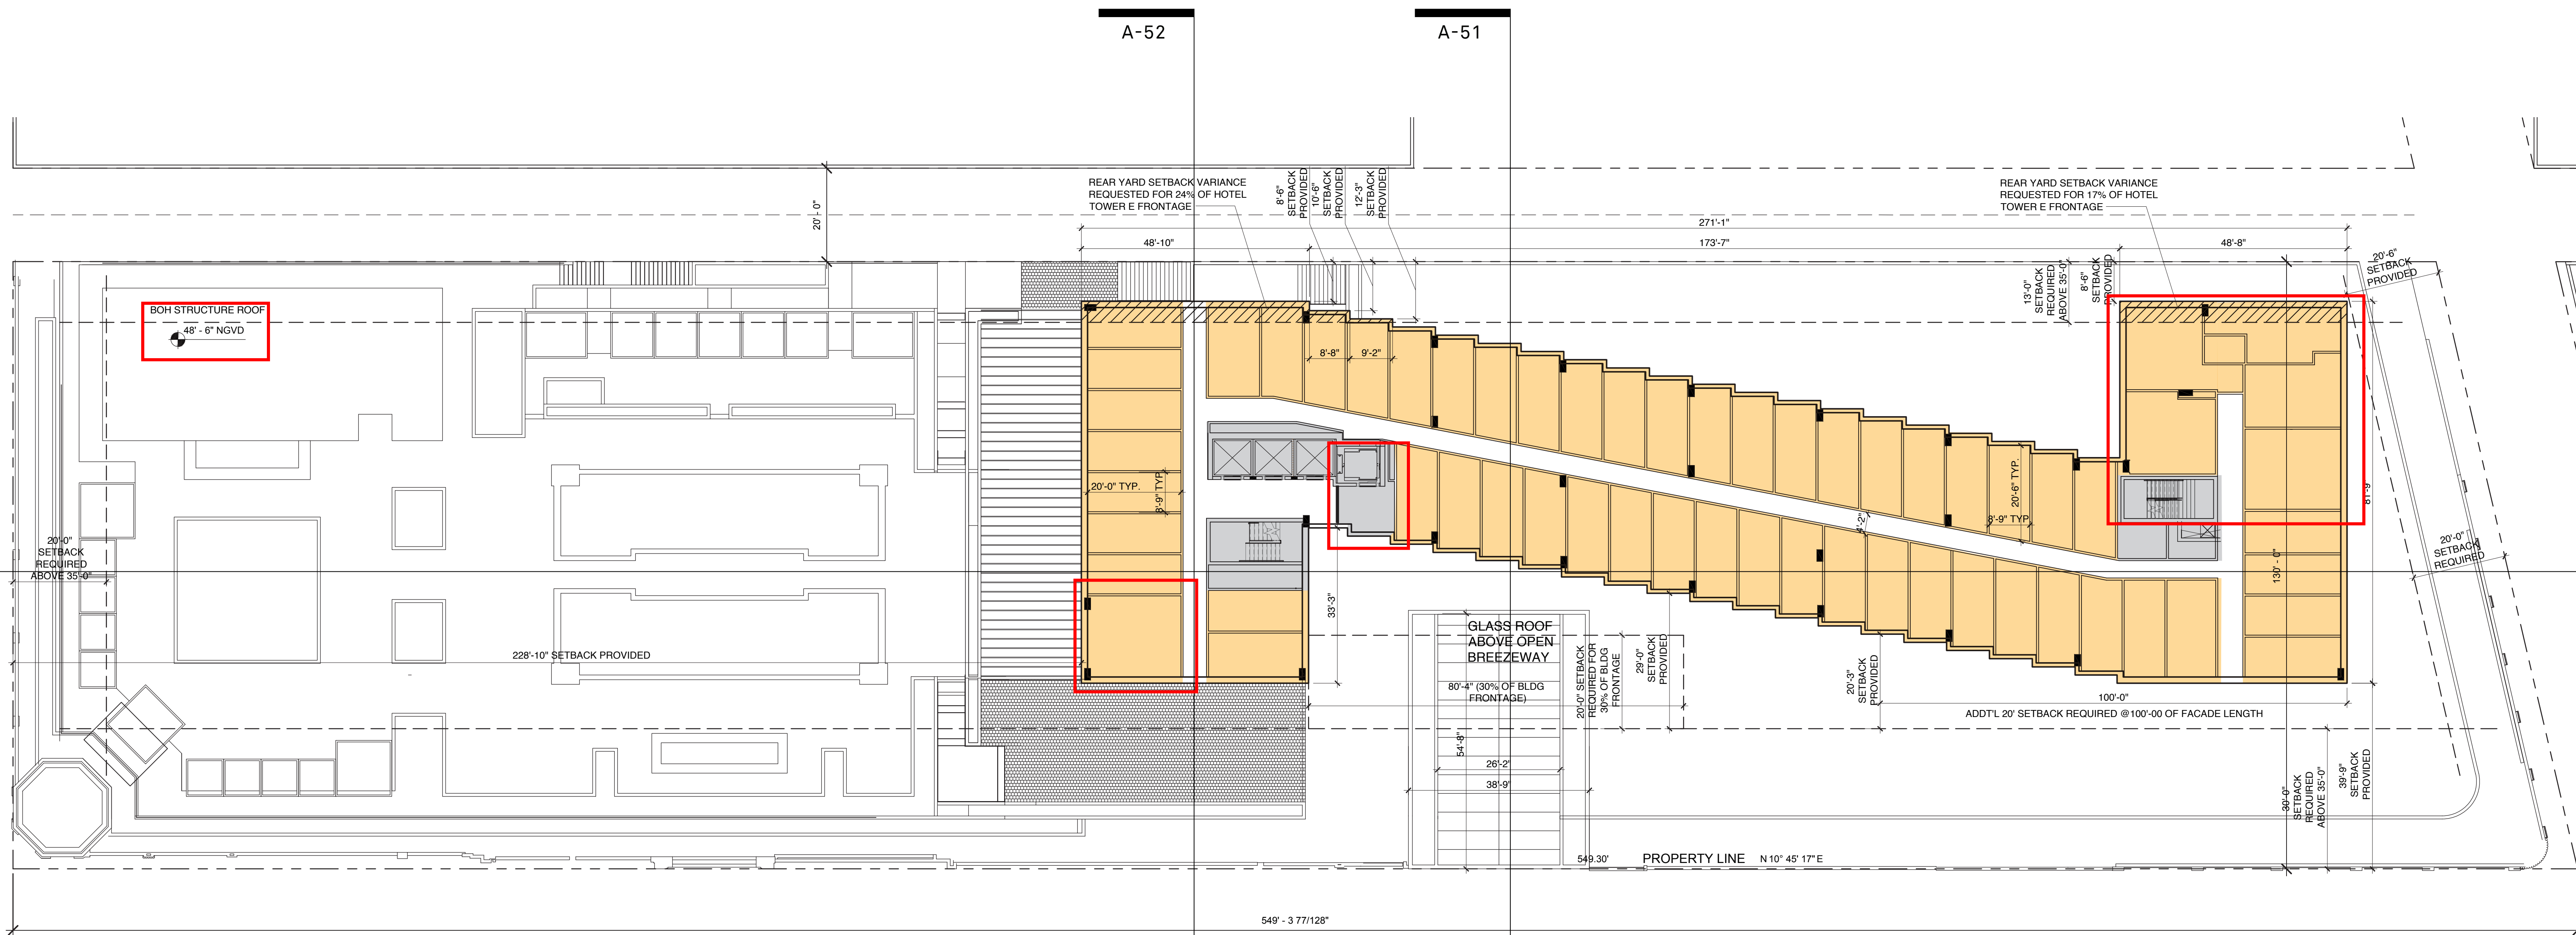 A-52
A-51
REAR YARD SETBACK VARIANCE
REQUESTED FOR 24% OF HOTEL
TOWER E FRONTAGE
8'-6"
SETBACK
PROVIDED
10'-6"
SETBACK
PROVIDED
12'-3"
SETBACK
PROVIDED
REAR YARD SETBACK VARIANCE
REQUESTED FOR 17% OF HOTEL
TOWER E FRONTAGE
20' - 0"
271'-1"
48'-10"
173'-7"
48'-8"
20'-6"
SETBACK
PROVIDED
13'-0"
SETBACK
REQUIRED
ABOVE 35'-0"
8'-6"
SETBACK
PROVIDED
BOH STRUCTURE ROOF
48' - 6" NGVD
8'-8"
9'-2"
20'-0" TYP.
8'-9" TYP.
20'-6" TYP.
8'-9" TYP.
4'-2"
81'-9"
20'-0"
SETBACK
REQUIRED
ABOVE 35'-0"
20'-0"
SETBACK
REQUIRED
130' - 0"
33'-3"
GLASS ROOF
ABOVE OPEN
BREEZEWAY
228'-10" SETBACK PROVIDED
80'-4" (30% OF BLDG
FRONTAGE)
20'-0" SETBACK
REQUIRED FOR
30% OF BLDG
FRONTAGE
29'-0"
SETBACK
PROVIDED
20'-3"
SETBACK
PROVIDED
100'-0"
ADDT'L 20' SETBACK REQUIRED @100'-00 OF FACADE LENGTH
54'-8"
26'-2"
38'-9"
30'-0"
SETBACK
REQUIRED
ABOVE 35'-0"
39'-9"
SETBACK
PROVIDED
549.30'
PROPERTY LINE
N 10° 45' 17" E
549' - 3 77/128"